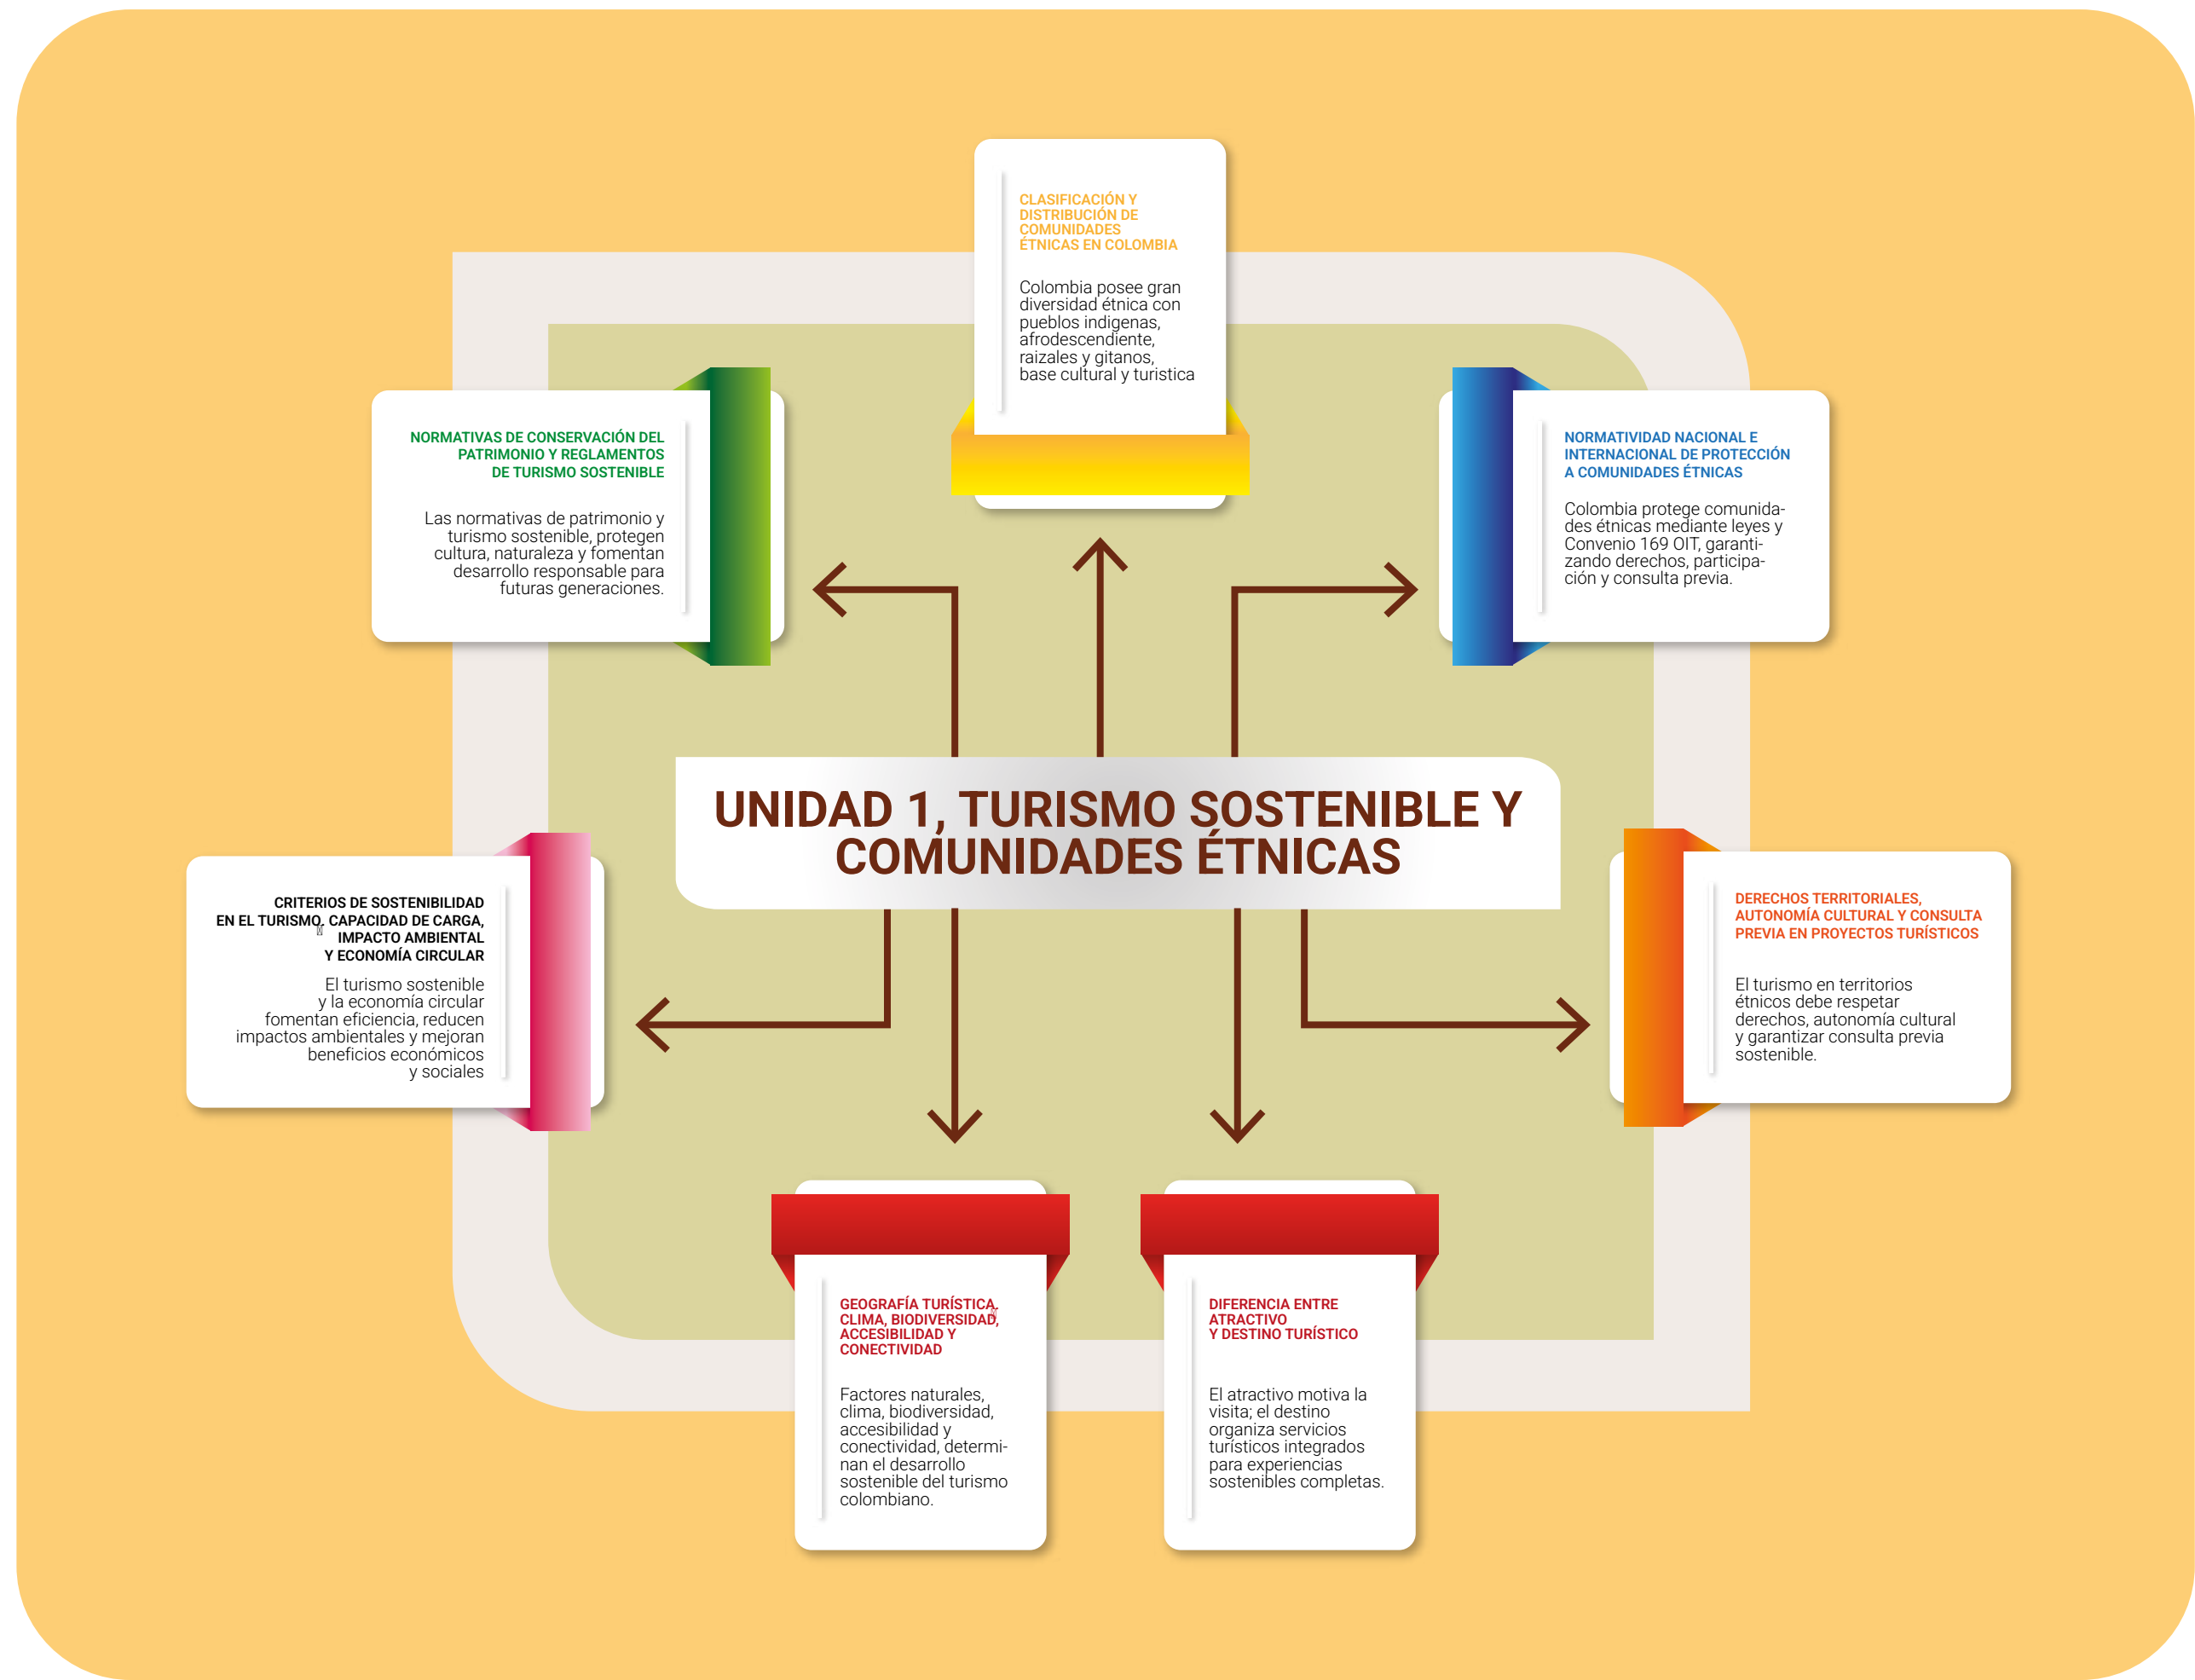 CLASIFICACIÓN Y
DISTRIBUCIÓN DE
COMUNIDADES
ÉTNICAS EN COLOMBIA
Colombia posee gran
diversidad étnica con
pueblos indigenas,
afrodescendiente,
raizales y gitanos,
base cultural y turistica
NORMATIVAS DE CONSERVACIÓN DEL
PATRIMONIO Y REGLAMENTOS
DE TURISMO SOSTENIBLE
Las normativas de patrimonio y
turismo sostenible, protegen
cultura, naturaleza y fomentan
desarrollo responsable para
futuras generaciones.
NORMATIVIDAD NACIONAL E
INTERNACIONAL DE PROTECCIÓN
A COMUNIDADES ÉTNICAS
Colombia protege comunida-
des étnicas mediante leyes y
Convenio 169 OIT, garanti-
zando derechos, participa-
ción y consulta previa.
UNIDAD 1, TURISMO SOSTENIBLE Y
COMUNIDADES ÉTNICAS
CRITERIOS DE SOSTENIBILIDAD
EN EL TURISMO. CAPACIDAD DE CARGA,
IMPACTO AMBIENTAL
Y ECONOMÍA CIRCULAR
El turismo sostenible
y la economía circular
fomentan eficiencia, reducen
impactos ambientales y mejoran
beneficios económicos
y sociales
DERECHOS TERRITORIALES,
AUTONOMÍA CULTURAL Y CONSULTA
PREVIA EN PROYECTOS TURÍSTICOS
El turismo en territorios
étnicos debe respetar
derechos, autonomía cultural
y garantizar consulta previa
sostenible.
GEOGRAFÍA TURÍSTICA.
CLIMA, BIODIVERSIDAD,
ACCESIBILIDAD Y
CONECTIVIDAD
Factores naturales,
clima, biodiversidad,
accesibilidad y
conectividad, determi-
nan el desarrollo
sostenible del turismo
colombiano.
DIFERENCIA ENTRE
ATRACTIVO
Y DESTINO TURÍSTICO
El atractivo motiva la
visita; el destino
organiza servicios
turísticos integrados
para experiencias
sostenibles completas.